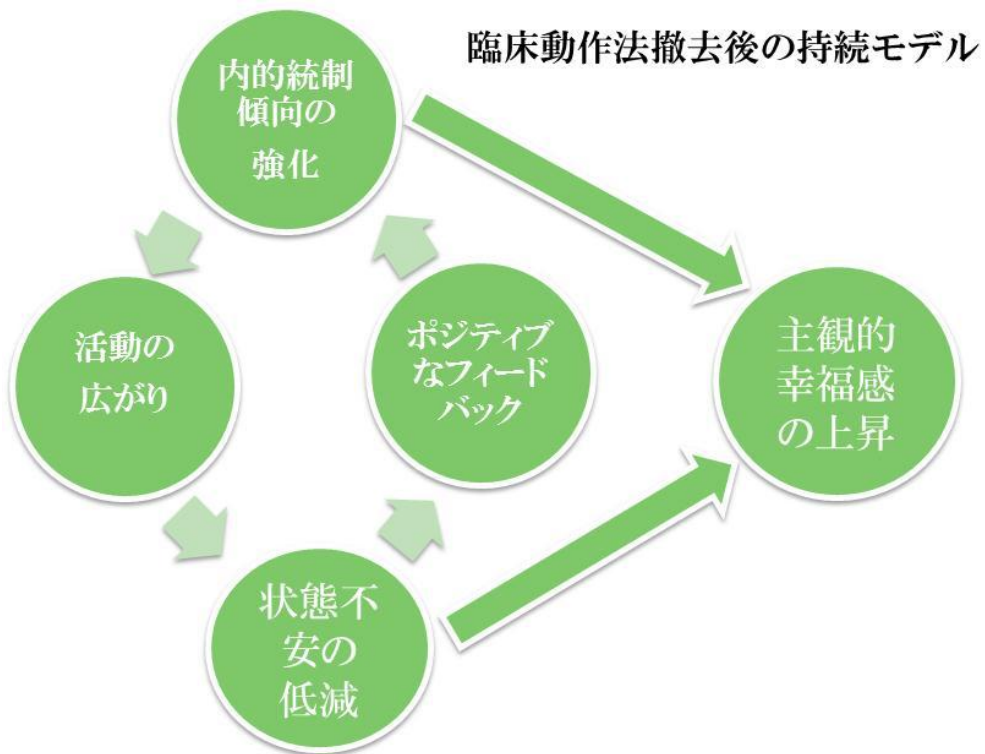 臨床動作法撤去後の持続モデル
内的統制
傾向の
強化
活動の
広がり
ポジティブ
なフィード
バック
状態不
安の
低減
主観的
幸福感
の上昇